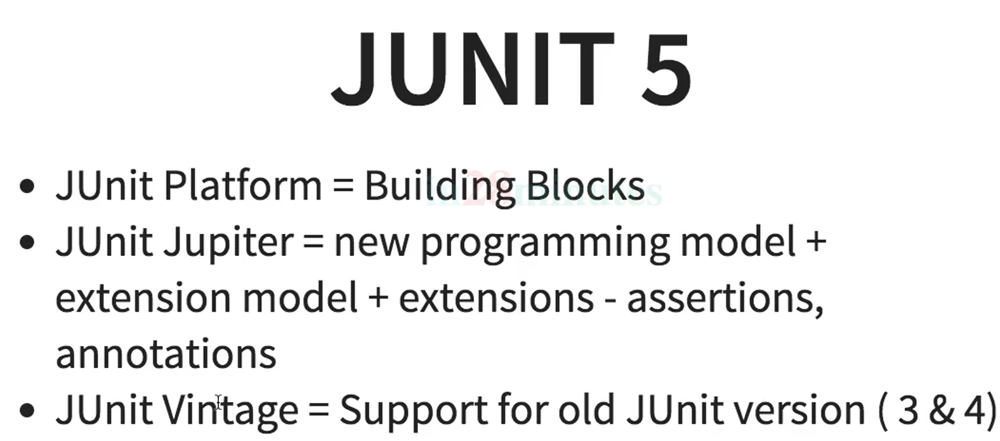 JUNIT 5
JUnit Platform = Building Blocks
in28minutes
JUnit Jupiter = new programming model +
extension model + extensions - assertions,
annotations
JUnit Vintage = Support for old JUnit version ( 3 & 4)